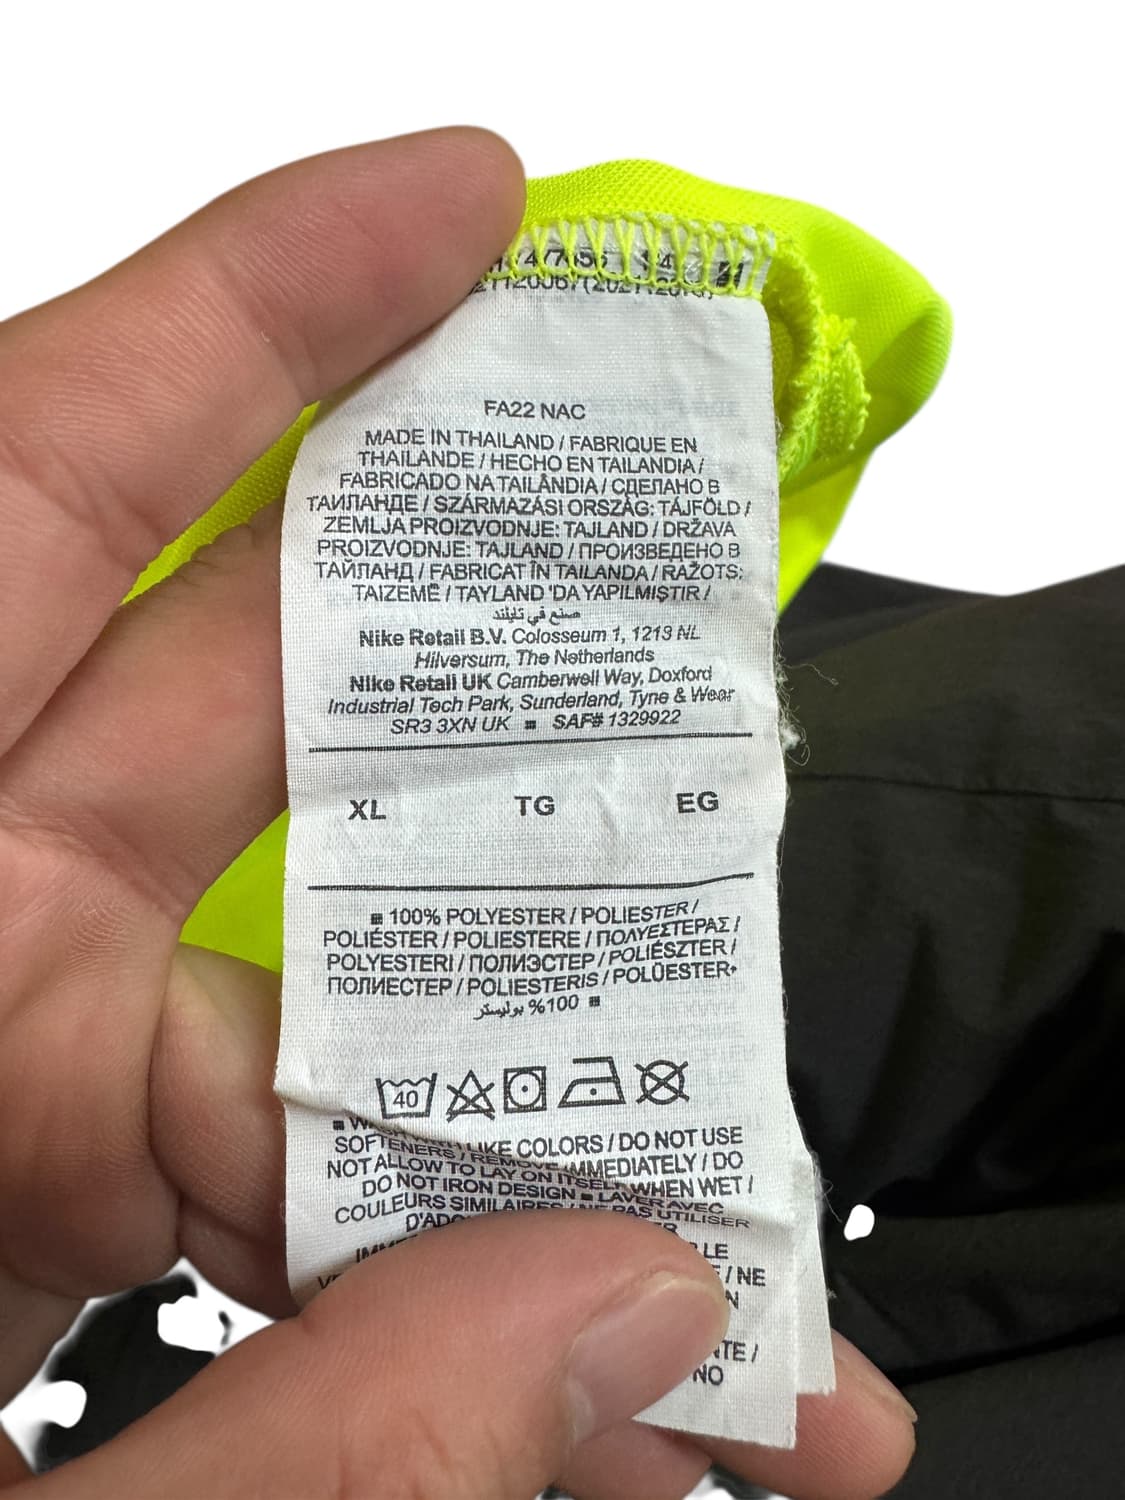 FA22 NAC
MADE IN THAILAND / FABRIQUE EN
THAILANDE / HECHO EN TAILANDIA /
FABRICADO NA TAILÂNDIA / СДЕЛАНО В
ТАИЛАНДЕ / SZÁRMAZÁSI ORSZÁG: TÁJFÖLD /
ZEMLJA PROIZVODNJE: TAJLAND / DRŽAVA
PROIZVODNJE: TAJLAND / ПРОИЗВЕДЕНО В
ТАЙЛАНД / FABRICAT ÎN TAILANDA / RAŽOTS:
TAIZEMĒ / TAYLAND 'DA YAPILMIŞTIR /
صنع في تايلند
Nike Retail B.V. Colosseum 1, 1213 NL
Hilversum, The Netherlands
Nike Retail UK Camberwell Way, Doxford
Industrial Tech Park, Sunderland, Tyne & Wear
SR3 3XN UK SAF# 1329922
XL TG EG
100% POLYESTER / POLIESTER /
POLIÉSTER / POLIESTERE / ΠΟΛΥΕΣΤΕΡΑΣ /
POLYESTERI / ПОЛИЭСТЕР / POLIÉSZTER /
ПОЛИЕСТЕР / POLIESTERIS / POLÜESTER
100% بوليستر
40
LIKE COLORS / DO NOT USE
SOFTENERS / REMOVE IMMEDIATELY / DO
NOT ALLOW TO LAY ON ITSELF WHEN WET /
DO NOT IRON DESIGN LAVER AVEC
COULEURS SIMILAIRES / NE PAS UTILISER
LE
/ NE
NO